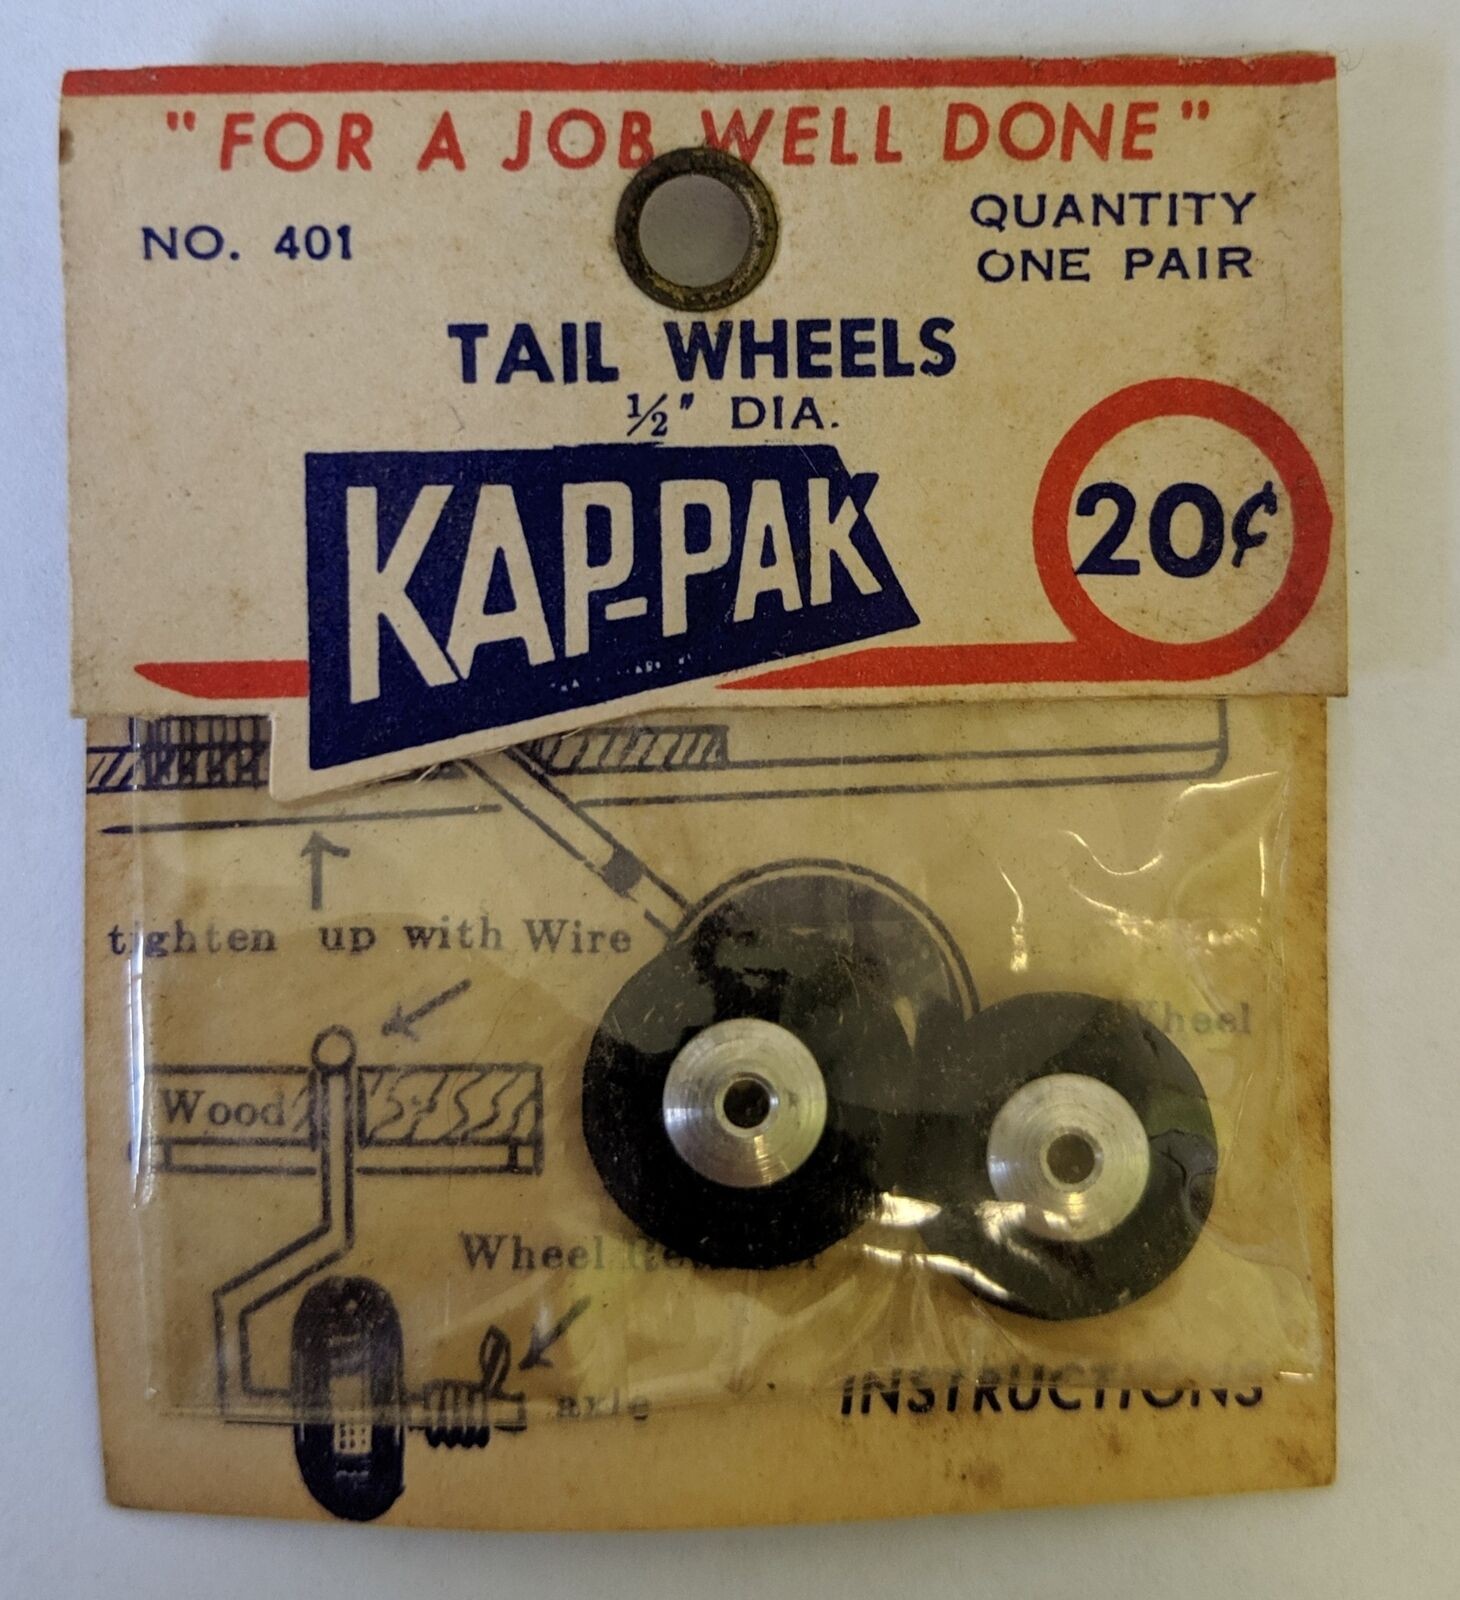 "FOR A JOB WELL DONE"
NO. 401
QUANTITY
ONE PAIR
TAIL WHEELS
½" DIA.
KAP-PAK
20¢
tighten up with Wire
Wheel
Wood
Wheel
axle
INSTRUCTIONS